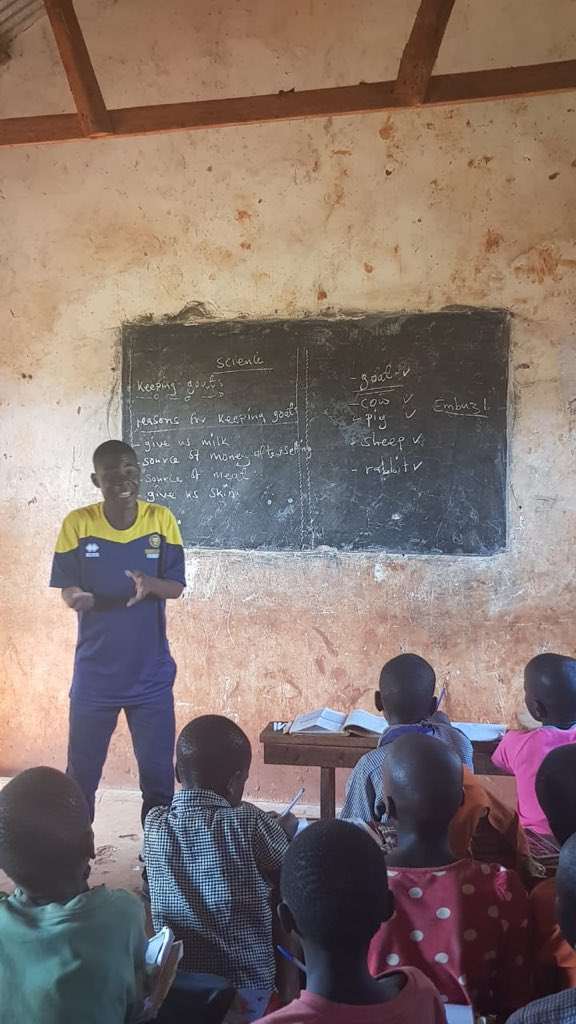 Science
Keeping goats
reasons for keeping goats
- give us milk
- source of money after selling
- source of meat
- give us skin
- goat ✓
- cow ✓
- pig ✓
- sheep ✓
- rabbit ✓
Embuzi